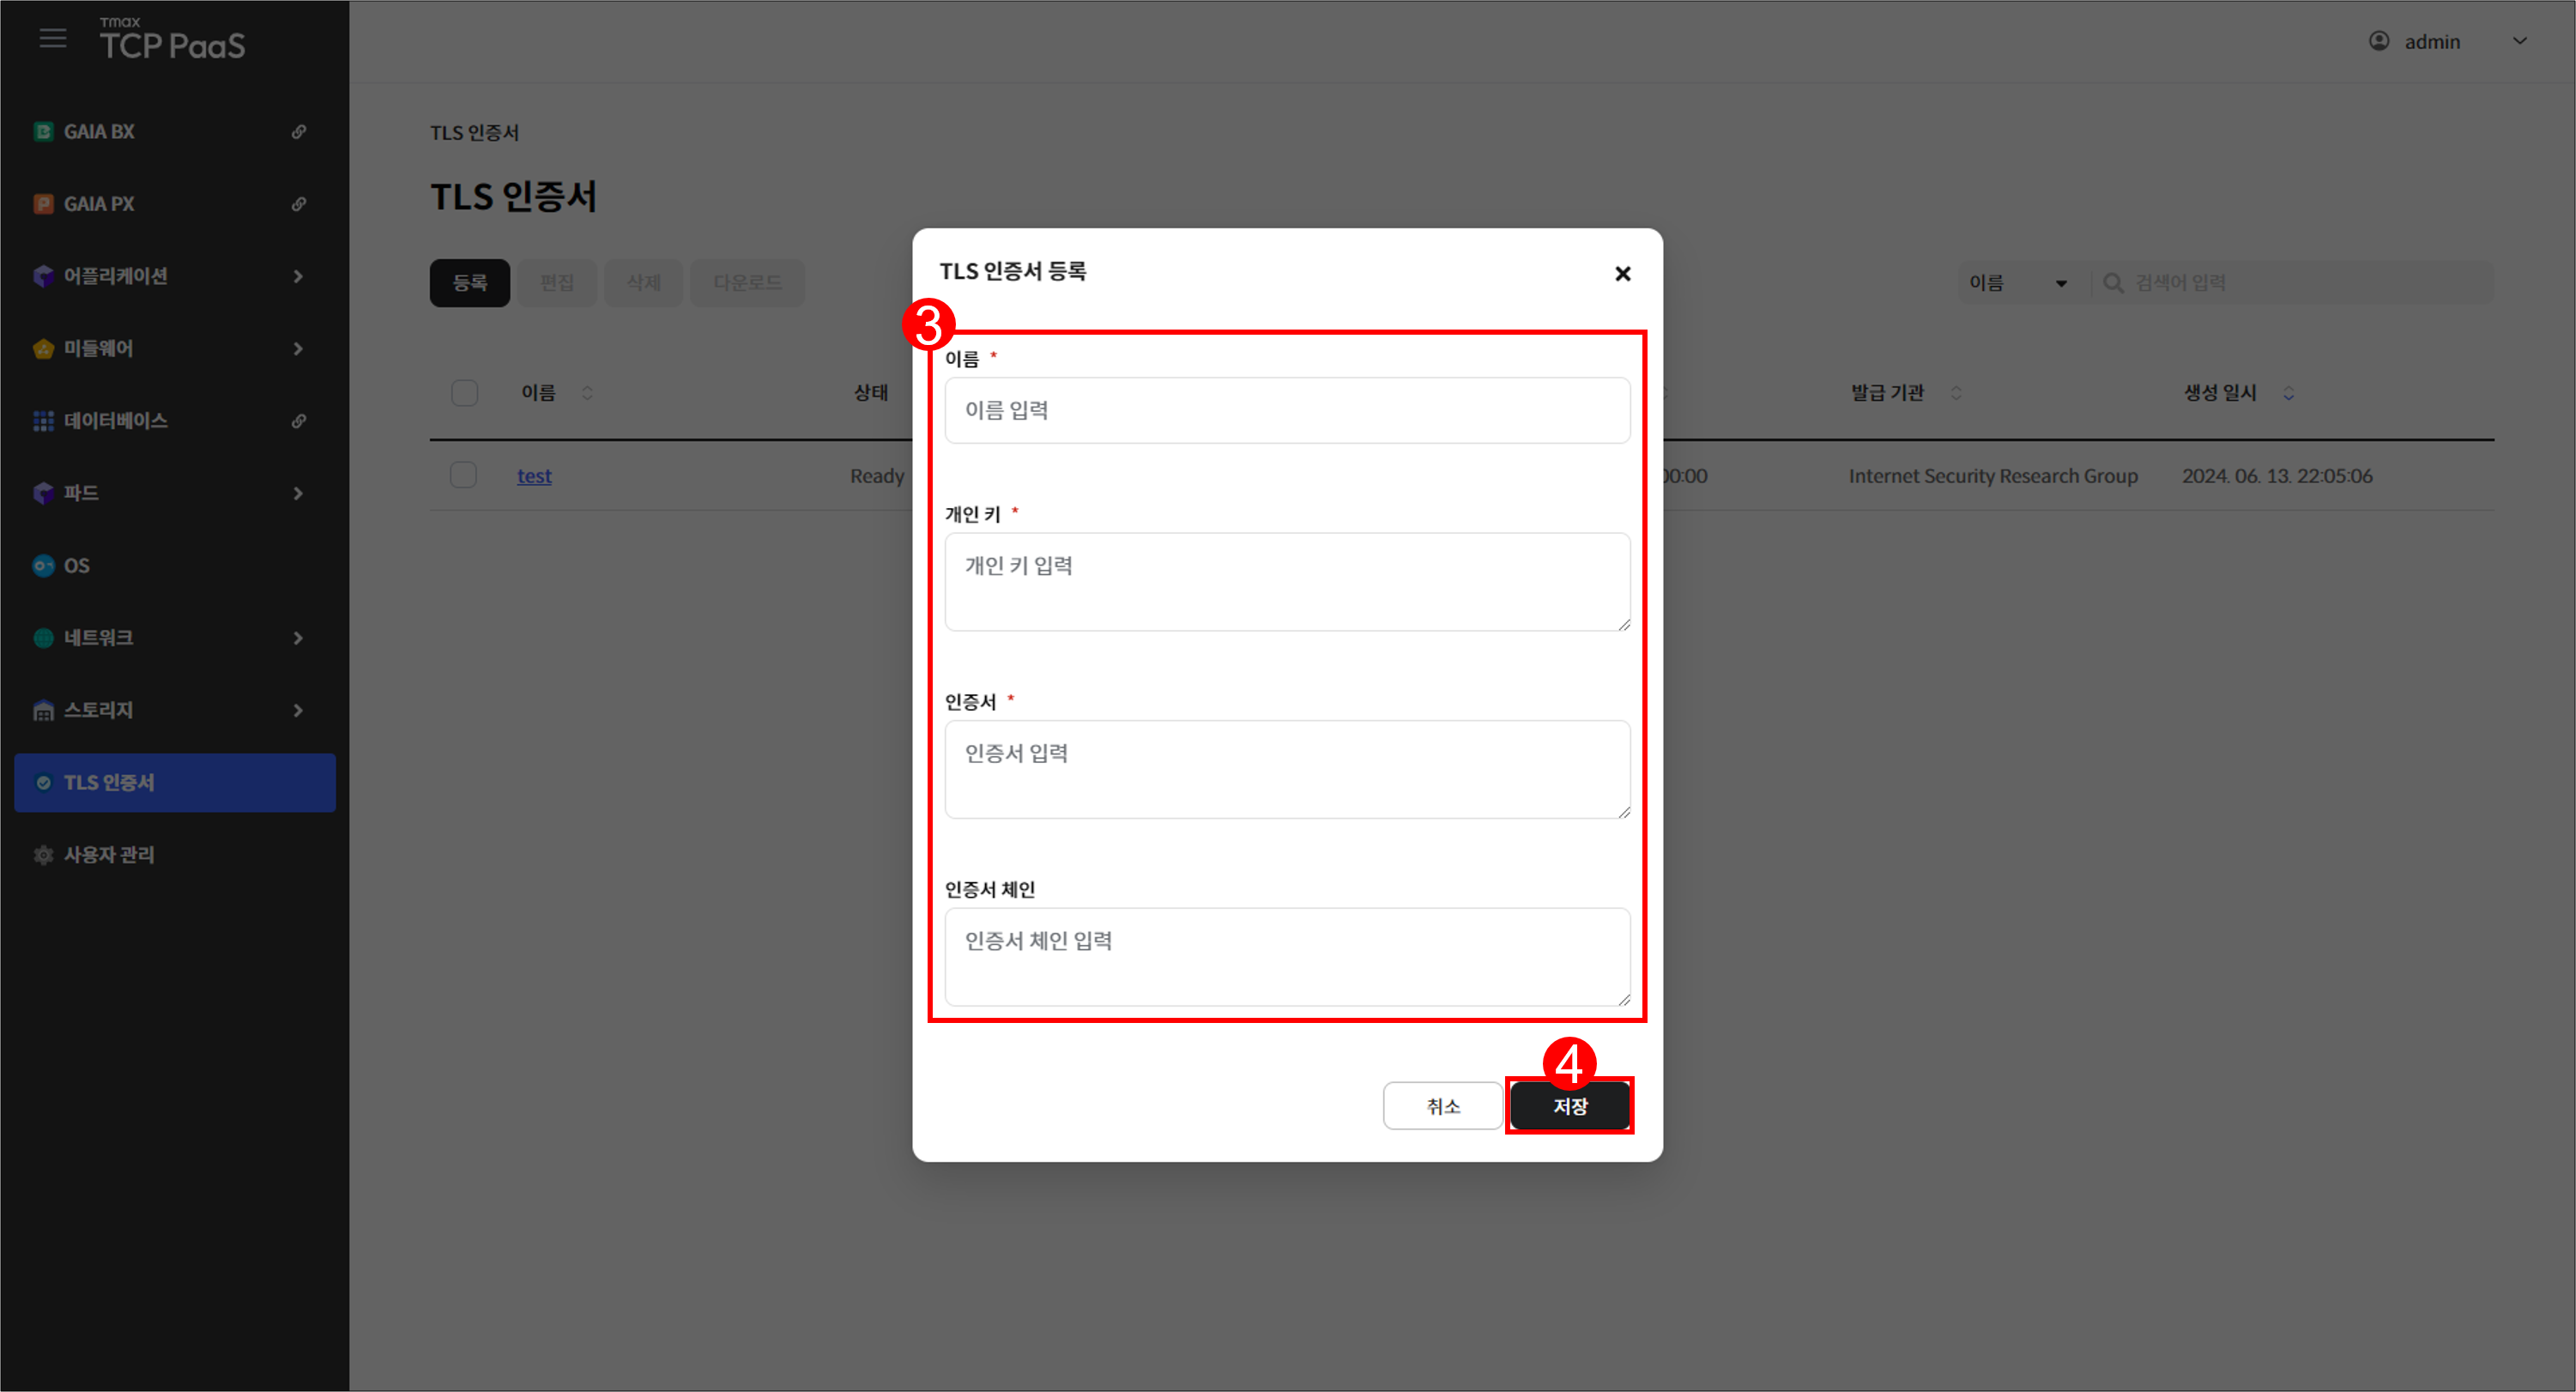 Tmax
TCP PaaS
admin
GAIA BX
GAIA PX
어플리케이션
미들웨어
데이터베이스
파드
OS
네트워크
스토리지
TLS 인증서
사용자 관리
TLS 인증서
TLS 인증서
등록 편집 삭제 다운로드
이름 검색어 입력
이름 상태 발급 기관 생성 일시
test Ready 00:00 Internet Security Research Group 2024. 06. 13. 22:05:06
TLS 인증서 등록
3
이름 *
이름 입력
개인 키 *
개인 키 입력
인증서 *
인증서 입력
인증서 체인
인증서 체인 입력
4
취소 저장